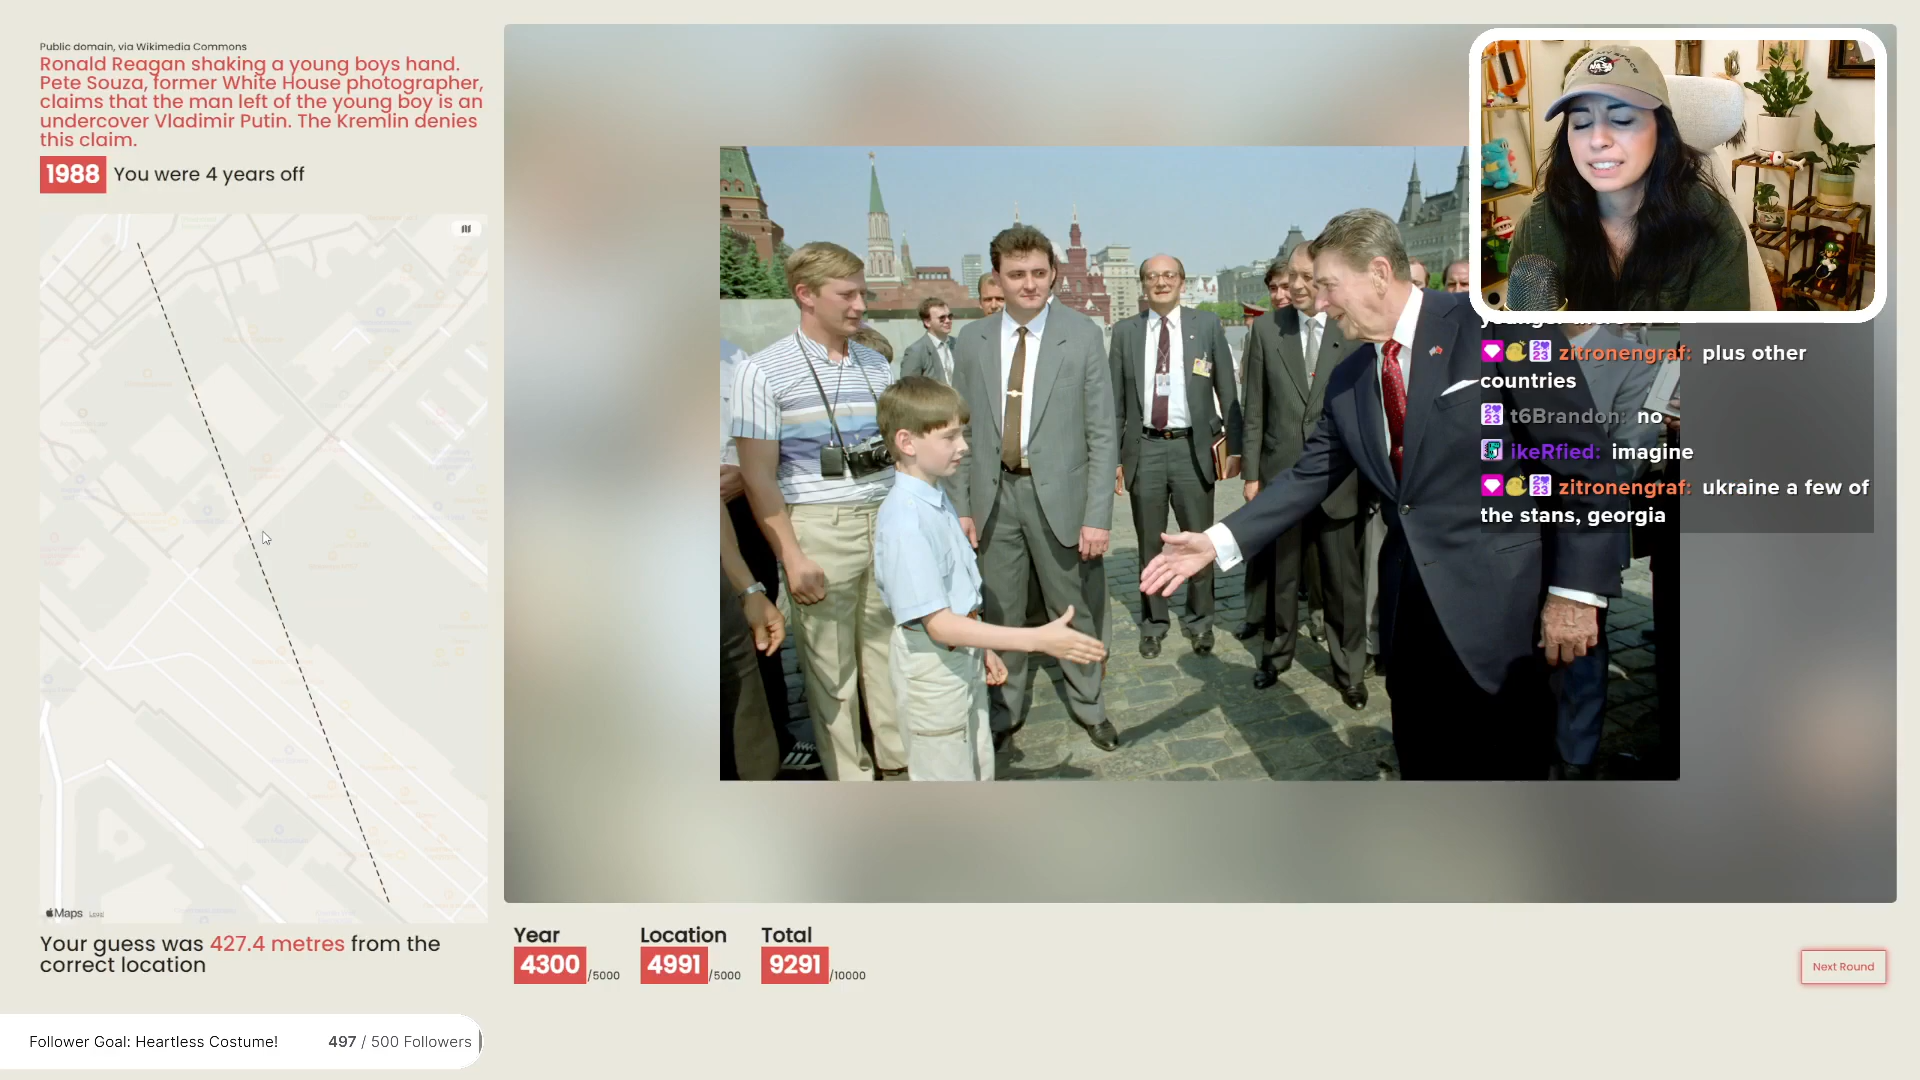 Public domain, via Wikimedia Commons
Ronald Reagan shaking a young boys hand.
Pete Souza, former White House photographer,
claims that the man left of the young boy is an
undercover Vladimir Putin. The Kremlin denies
this claim.
1988 You were 4 years off
Maps
Your guess was 427.4 metres from the
correct location
Year
4300 /5000
Location
4991 /5000
Total
9291 /10000
Next Round
Follower Goal: Heartless Costume! 497 / 500 Followers
NASA
zitronengraf: plus other
countries
t6Brandon: no
ikeRfied: imagine
zitronengraf: ukraine a few of
the stans, georgia